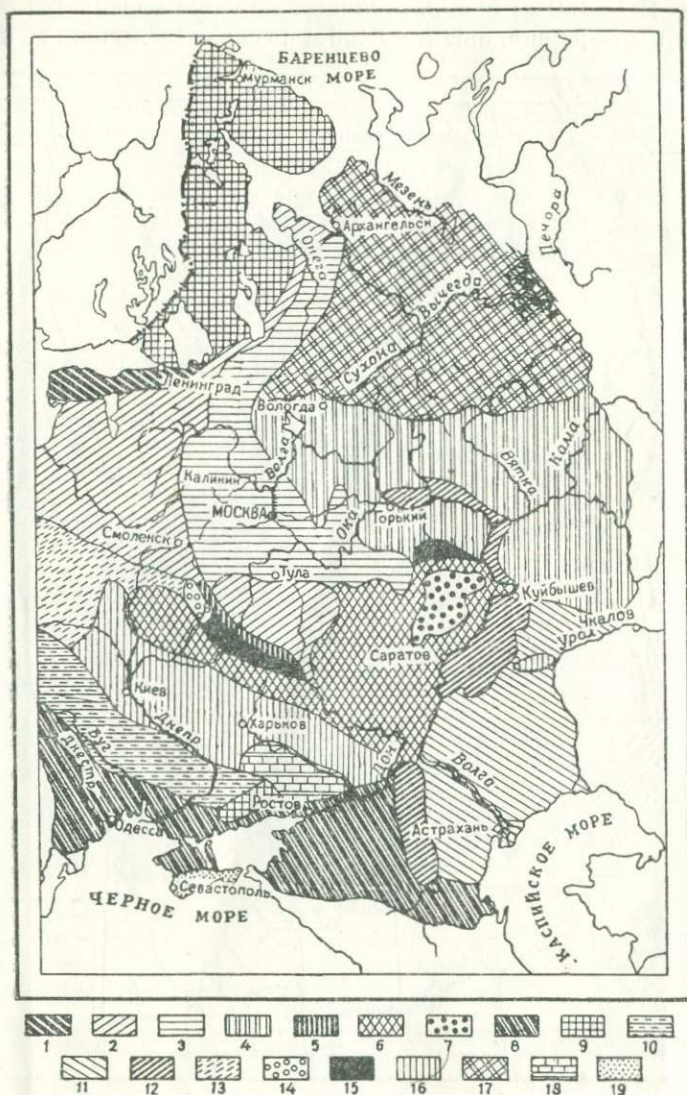 БАРЕНЦЕВО
МОРЕ
Мурманск
Мезень
Печора
Архангельск
Онега
Вычегда
Сухона
Ленинград
Вологда
Волга
Вятка
Кама
Калинин
МОСКВА
Ока
Горький
Смоленск
Тула
Куйбышев
Чкалов
Урал
Саратов
Киев
Днепр
Харьков
Буг
Днестр
Дон
Волга
Ростов
Одесса
Астрахань
Севастополь
ЧЕРНОЕ МОРЕ
КАСПИЙСКОЕ МОРЕ
1 2 3 4 5 6 7 8 9 10
11 12 13 14 15 16 17 18 19